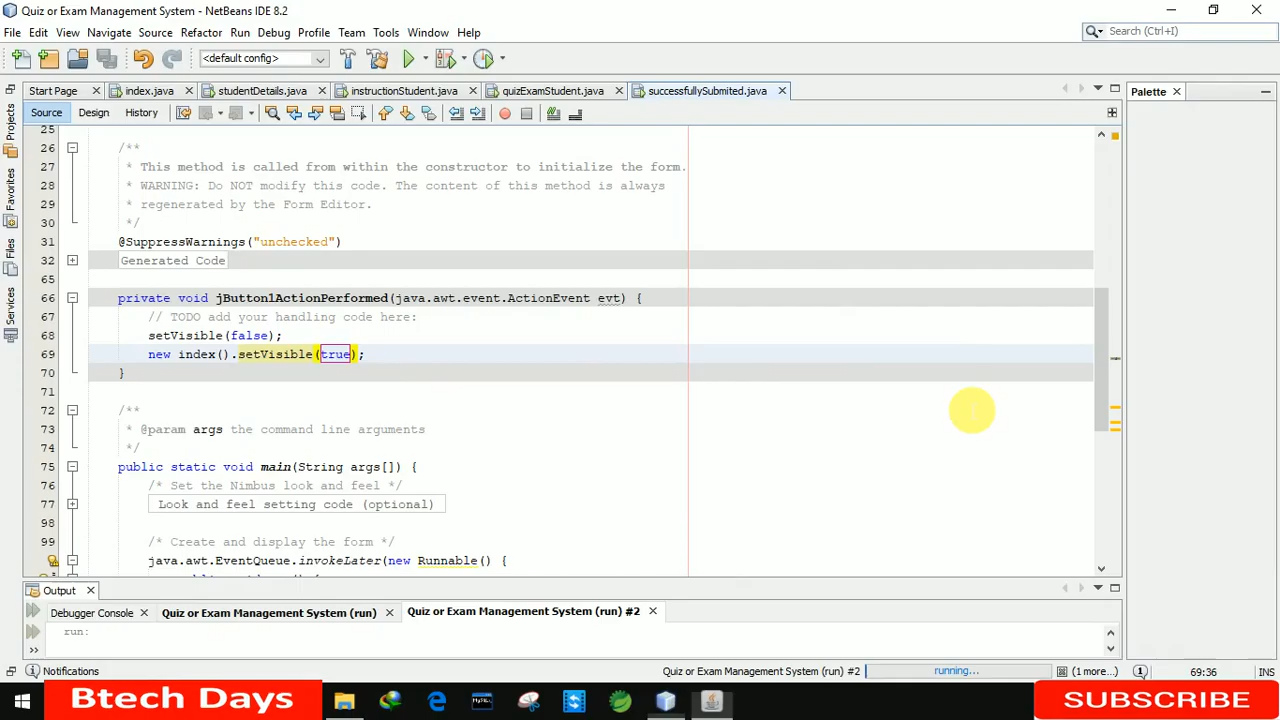 Quiz or Exam Management System - NetBeans IDE 8.2
File Edit View Navigate Source Refactor Run Debug Profile Team Tools Window Help
Search (Ctrl+I)
<default config>
Start Page index.java studentDetails.java instructionStudent.java quizExamStudent.java successfullySubmited.java
Palette
Source Design History
Projects
Favorites
Files
Services
25
26 /**
27 * This method is called from within the constructor to initialize the form.
28 * WARNING: Do NOT modify this code. The content of this method is always
29 * regenerated by the Form Editor.
30 */
31 @SuppressWarnings("unchecked")
32 Generated Code
65
66 private void jButton1ActionPerformed(java.awt.event.ActionEvent evt) {
67 // TODO add your handling code here:
68 setVisible(false);
69 new index().setVisible(true);
70 }
71
72 /**
73 * @param args the command line arguments
74 */
75 public static void main(String args[]) {
76 /* Set the Nimbus look and feel */
77 Look and feel setting code (optional)
98
99 /* Create and display the form */
java.awt.EventQueue.invokeLater(new Runnable() {
Output
Debugger Console Quiz or Exam Management System (run) Quiz or Exam Management System (run) #2
run:
Notifications
Quiz or Exam Management System (run) #2 running... (1 more...) 1 69:36 INS
Btech Days
SUBSCRIBE